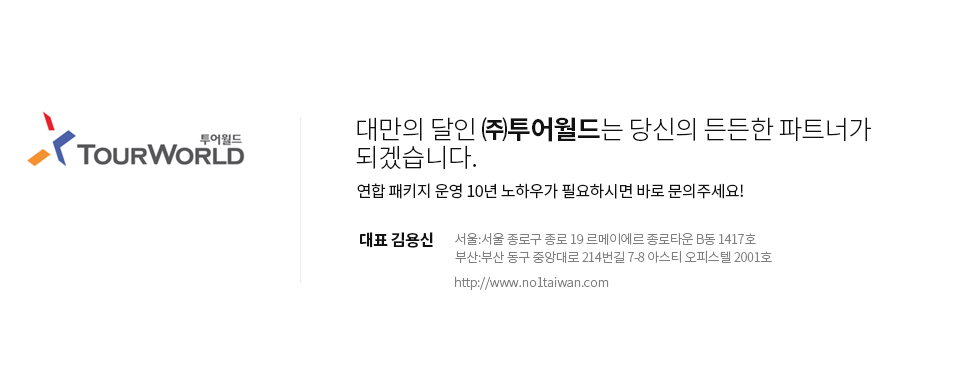 투어월드
TOURWORLD
대만의 달인 ㈜투어월드는 당신의 든든한 파트너가
되겠습니다.
연합 패키지 운영 10년 노하우가 필요하시면 바로 문의주세요!
대표 김용신
서울:서울 종로구 종로 19 르메이에르 종로타운 B동 1417호
부산:부산 동구 중앙대로 214번길 7-8 아스티 오피스텔 2001호
http://www.no1taiwan.com